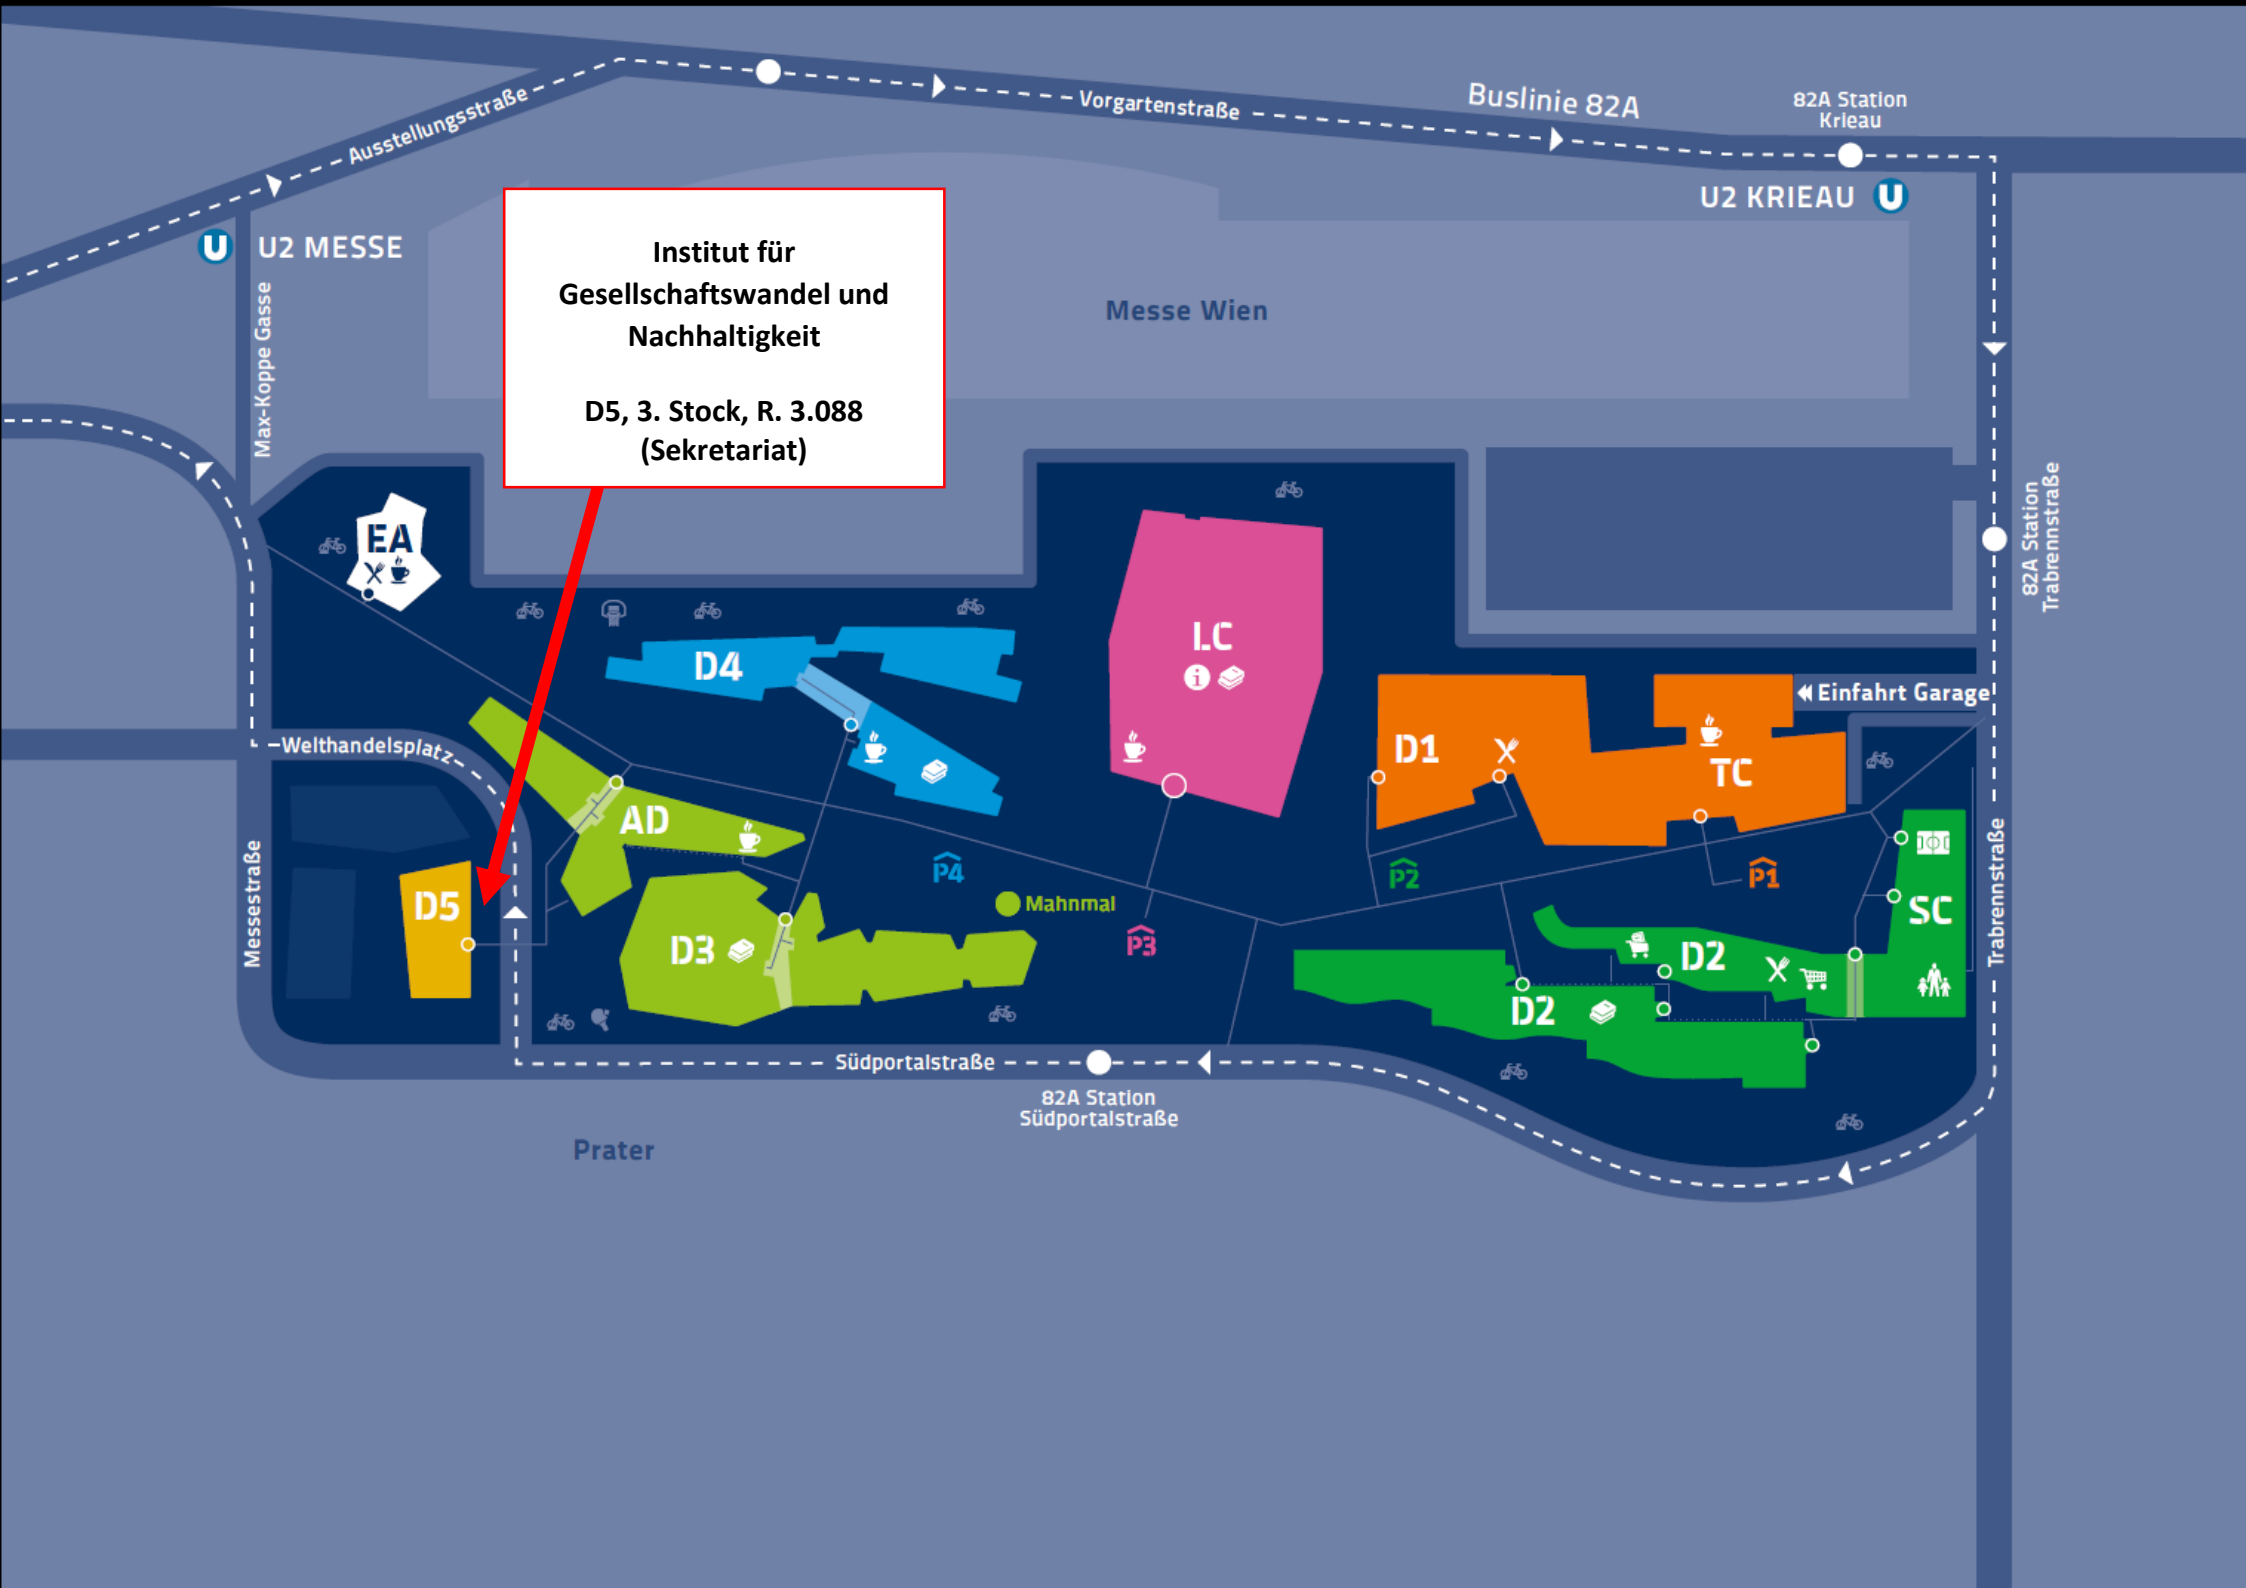 Ausstellungsstraße
Vorgartenstraße
Buslinie 82A
82A Station
Krieau
U2 KRIEAU
U
U
U2 MESSE
Max-Koppe Gasse
Institut für
Gesellschaftswandel und
Nachhaltigkeit
D5, 3. Stock, R. 3.088
(Sekretariat)
Messe Wien
82A Station
Trabrennstraße
EA
D4
LC
i
D1
TC
Einfahrt Garage
Welthandelsplatz
AD
P4
P2
P1
Messestraße
D5
D3
Mahnmal
P3
D2
SC
D2
Trabrennstraße
Südportalstraße
82A Station
Südportalstraße
Prater